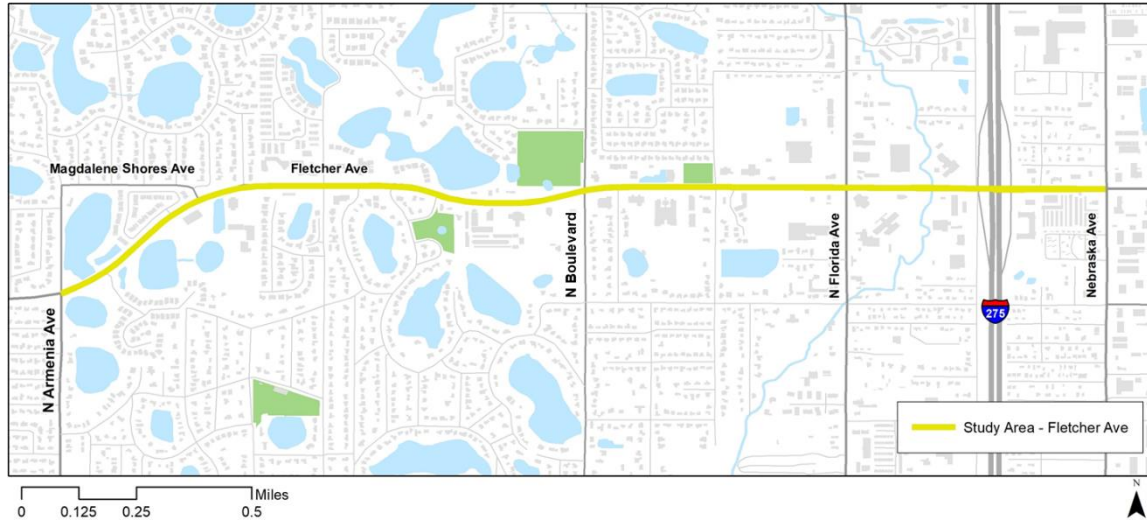 Magdalene Shores Ave
Fletcher Ave
N Armenia Ave
N Boulevard
N Florida Ave
Nebraska Ave
275
Study Area - Fletcher Ave
Miles
0 0.125 0.25 0.5
N